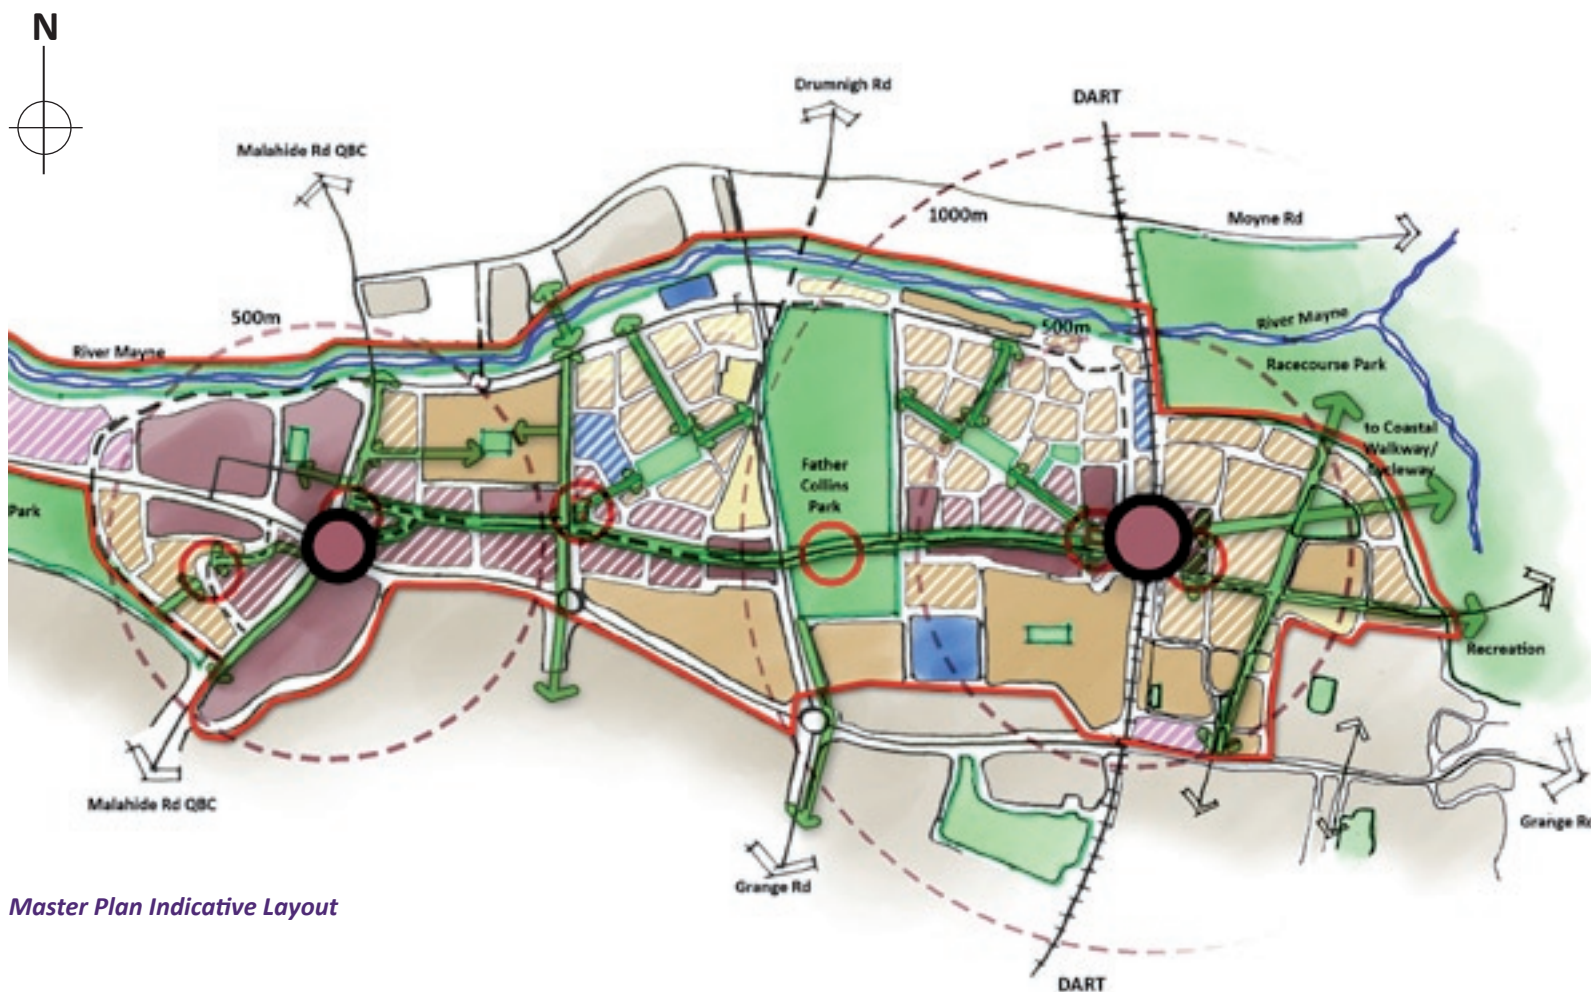 N
Drumnigh Rd
DART
Malahide Rd QBC
1000m
Moyne Rd
500m
500m
River Mayne
River Mayne
Racecourse Park
to Coastal
Walkway/
Cycleway
Father
Collins
Park
Park
Recreation
Malahide Rd QBC
Grange Rd
Grange Rd
Master Plan Indicative Layout
DART